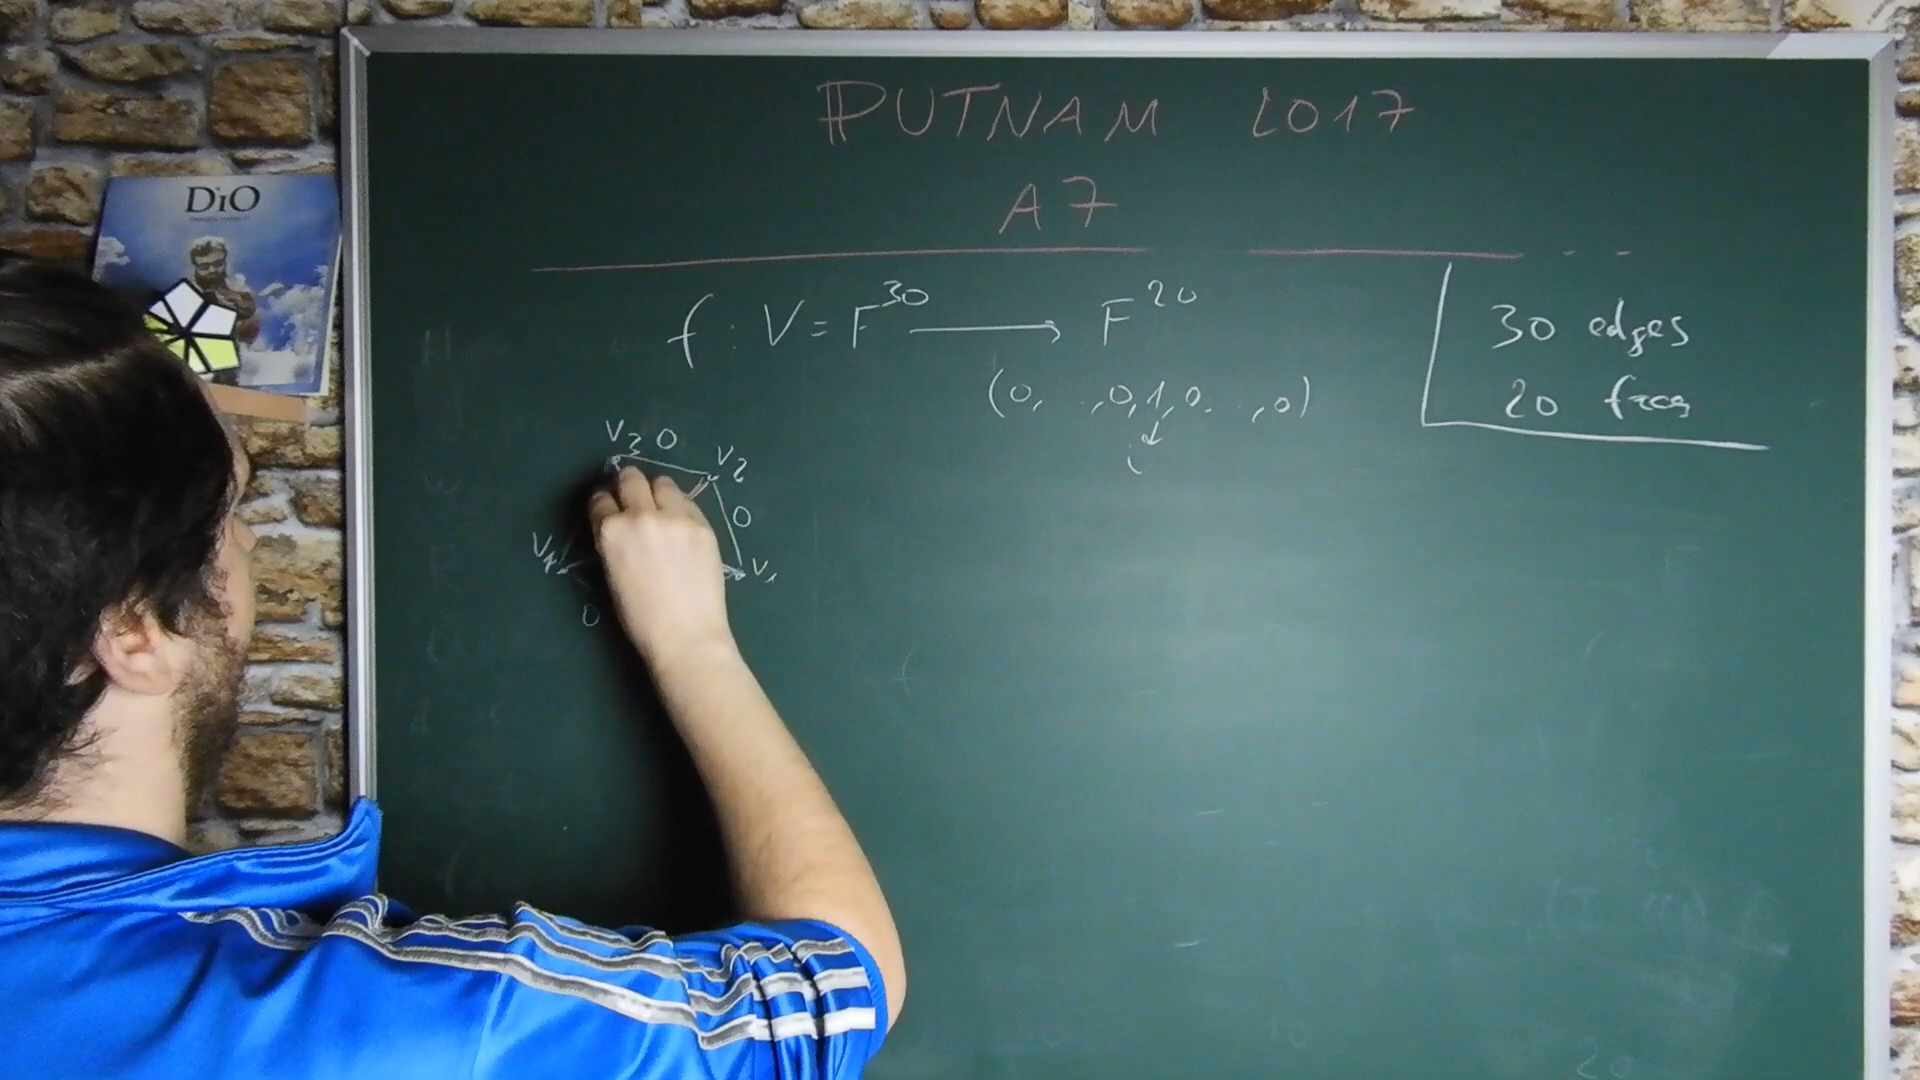 PUTNAM 2017
A7
DiO
f : V = F^30 → F^20
30 edges
20 faces
(0, . . , 0, 1, 0, . . , 0)
i
V3 0 V2
0
V4 V1
0